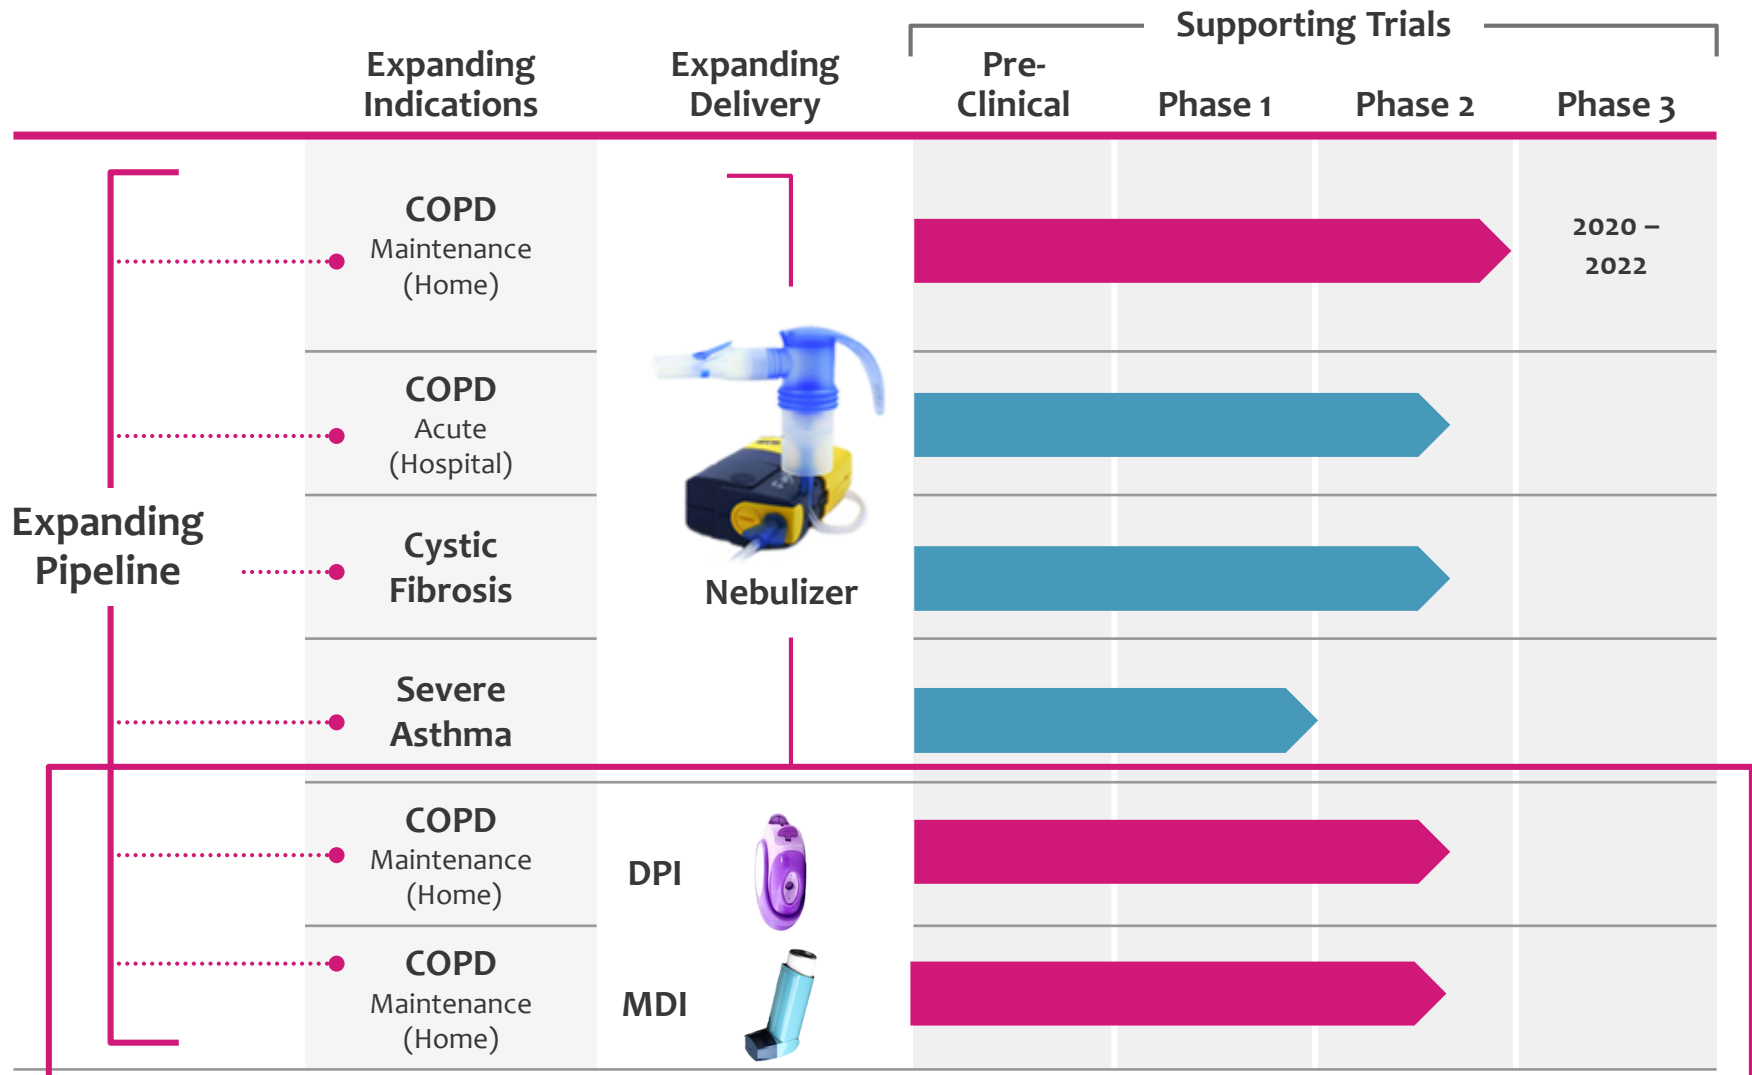 Supporting Trials
Expanding
Indications
Expanding
Delivery
Pre-
Clinical
Phase 1
Phase 2
Phase 3
Expanding
Pipeline
COPD
Maintenance
(Home)
2020 –
2022
COPD
Acute
(Hospital)
Cystic
Fibrosis
Nebulizer
Severe
Asthma
COPD
Maintenance
(Home)
DPI
COPD
Maintenance
(Home)
MDI